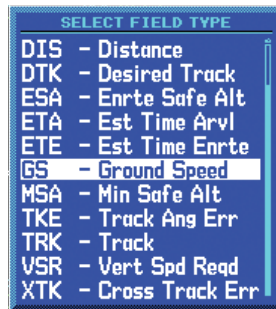 SELECT FIELD TYPE
DIS - Distance
DTK - Desired Track
ESA - Enrte Safe Alt
ETA - Est Time Arvl
ETE - Est Time Enrte
GS - Ground Speed
MSA - Min Safe Alt
TKE - Track Ang Err
TRK - Track
VSR - Vert Spd Reqd
XTK - Cross Track Err